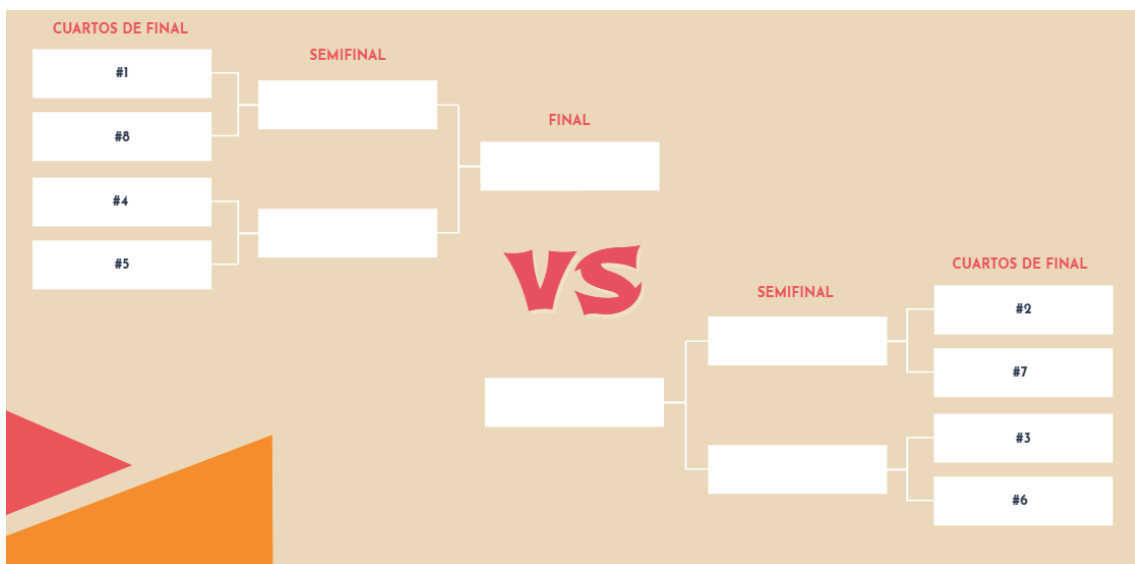 CUARTOS DE FINAL
#1
#8
#4
#5
SEMIFINAL
FINAL
VS
SEMIFINAL
CUARTOS DE FINAL
#2
#7
#3
#6